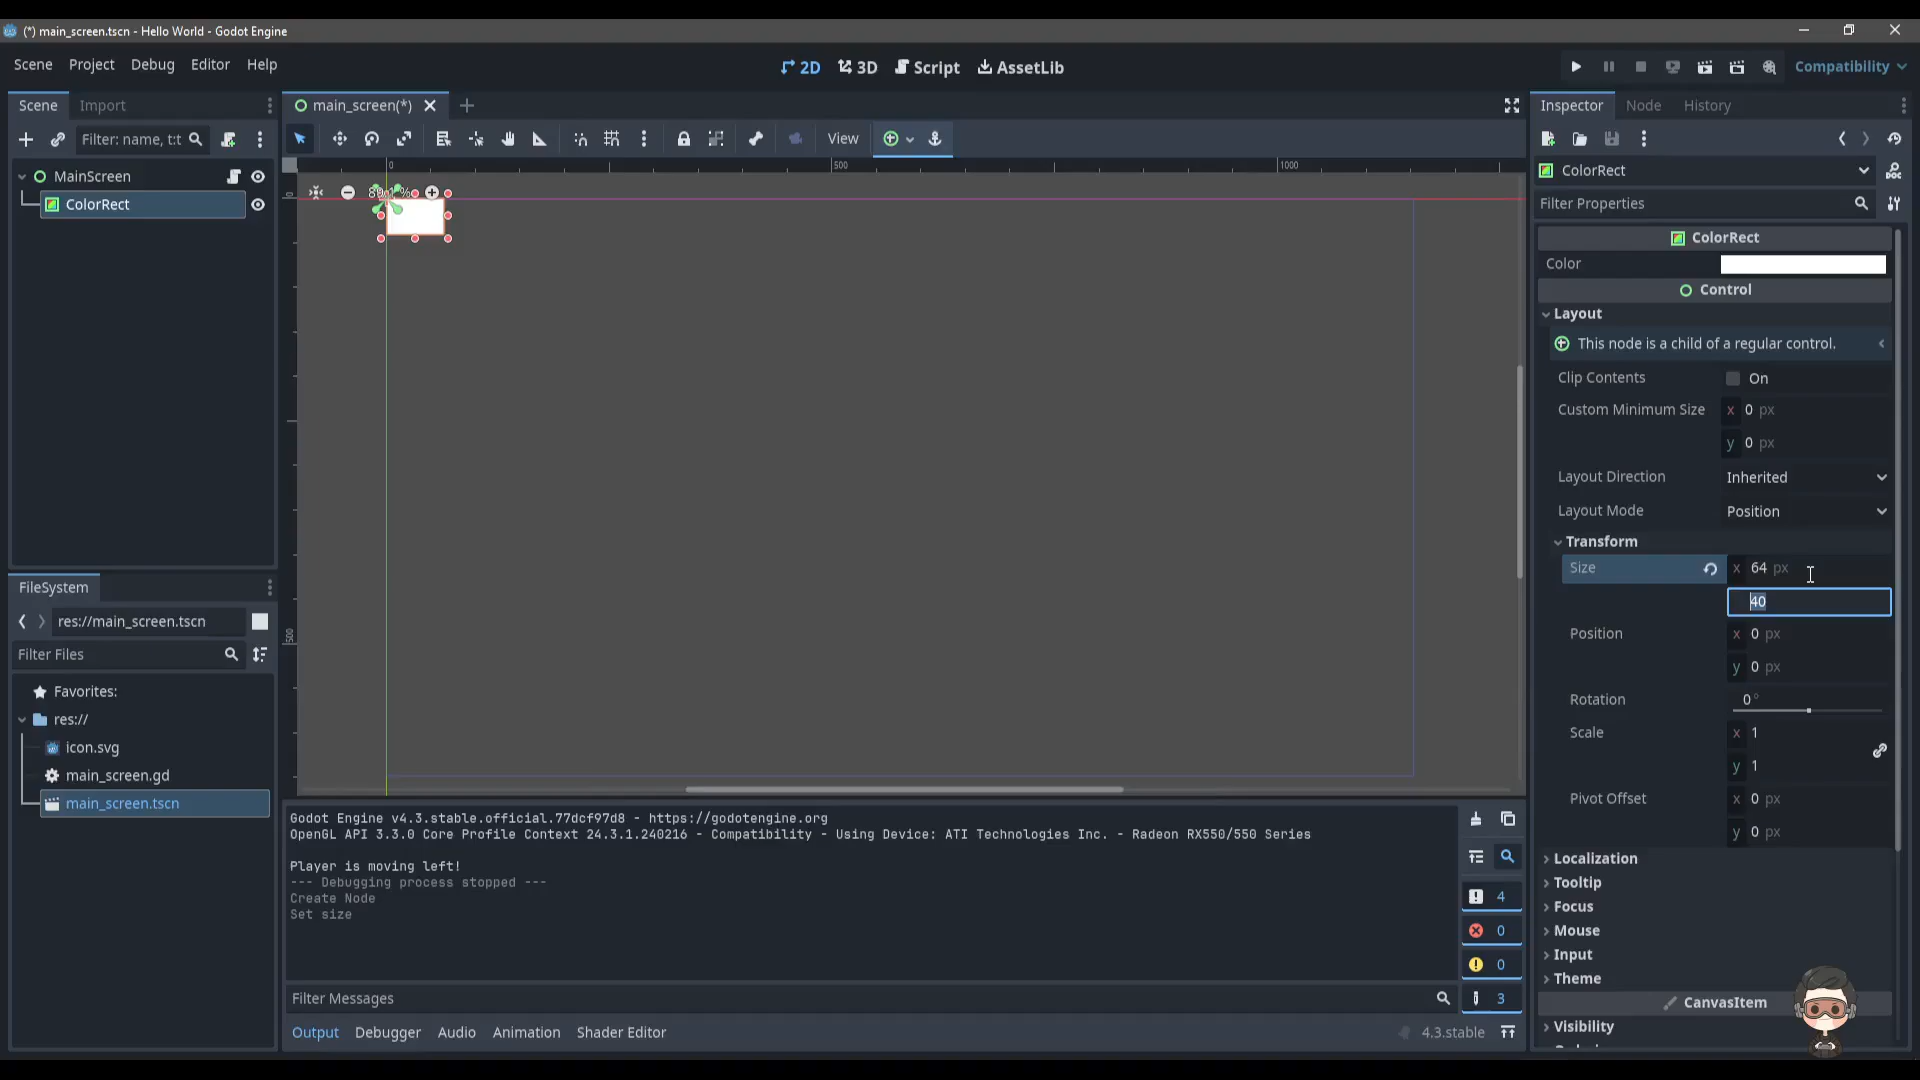 (*) main_screen.tscn - Hello World - Godot Engine
Scene Project Debug Editor Help
2D 3D Script AssetLib
Compatibility
Scene Import
Filter: name, t:t
MainScreen
ColorRect
main_screen(*)
View
0 500 1000
500
FileSystem
res://main_screen.tscn
Filter Files
Favorites:
res://
icon.svg
main_screen.gd
main_screen.tscn
Godot Engine v4.3.stable.official.77dcf97d8 - https://godotengine.org
OpenGL API 3.3.0 Core Profile Context 24.3.1.240216 - Compatibility - Using Device: ATI Technologies Inc. - Radeon RX550/550 Series
Player is moving left!
--- Debugging process stopped ---
Create Node
Set size
Filter Messages
4
0
0
3
Output Debugger Audio Animation Shader Editor
4.3.stable
Inspector Node History
ColorRect
Filter Properties
ColorRect
Color
Control
Layout
This node is a child of a regular control.
Clip Contents On
Custom Minimum Size x 0 px
y 0 px
Layout Direction Inherited
Layout Mode Position
Transform
Size x 64 px
40
Position x 0 px
y 0 px
Rotation 0 °
Scale x 1
y 1
Pivot Offset x 0 px
y 0 px
Localization
Tooltip
Focus
Mouse
Input
Theme
CanvasItem
Visibility